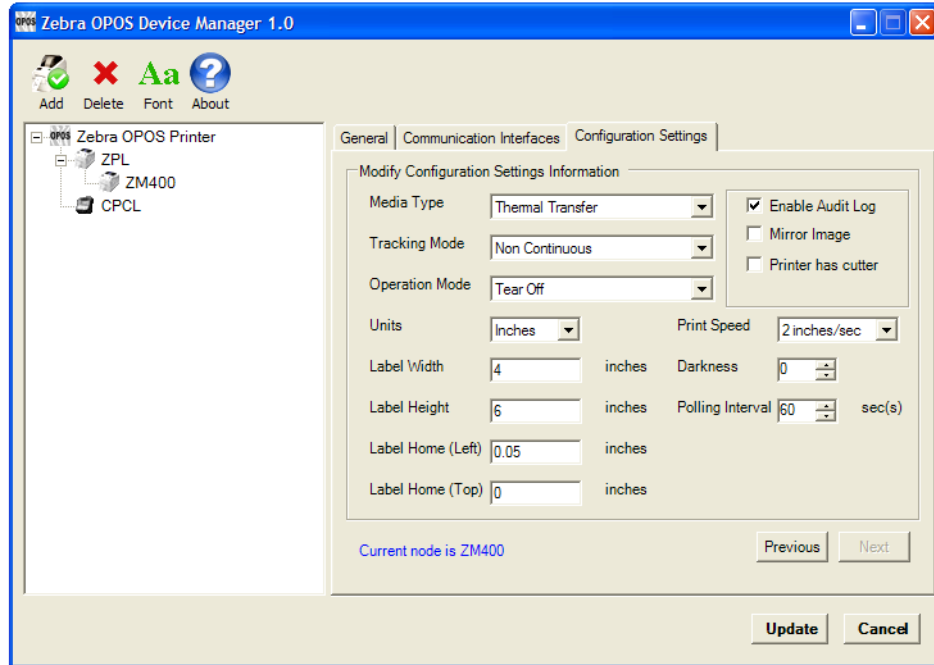 OPOS Zebra OPOS Device Manager 1.0
Aa ?
Add Delete Font About
OPOS Zebra OPOS Printer
ZPL
ZM400
CPCL
General Communication Interfaces Configuration Settings
Modify Configuration Settings Information
Media Type Thermal Transfer Enable Audit Log
Mirror Image
Tracking Mode Non Continuous
Printer has cutter
Operation Mode Tear Off
Units Inches Print Speed 2 inches/sec
Label Width 4 inches Darkness 0
Label Height 6 inches Polling Interval 60 sec(s)
Label Home (Left) 0.05 inches
Label Home (Top) 0 inches
Current node is ZM400 Previous Next
Update Cancel